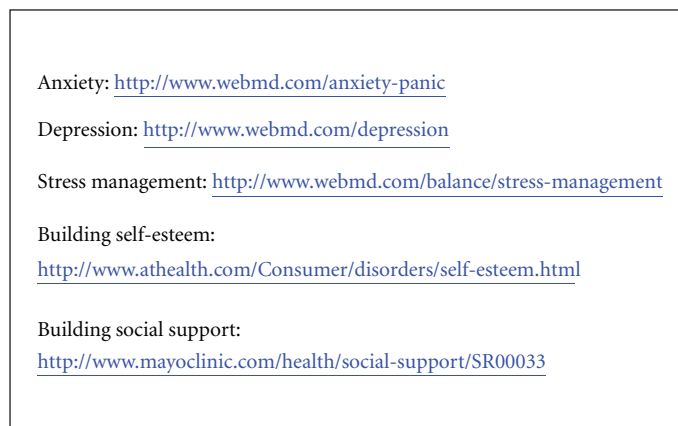 Anxiety: http://www.webmd.com/anxiety-panic
Depression: http://www.webmd.com/depression
Stress management: http://www.webmd.com/balance/stress-management
Building self-esteem:
http://www.athealth.com/Consumer/disorders/self-esteem.html
Building social support:
http://www.mayoclinic.com/health/social-support/SR00033